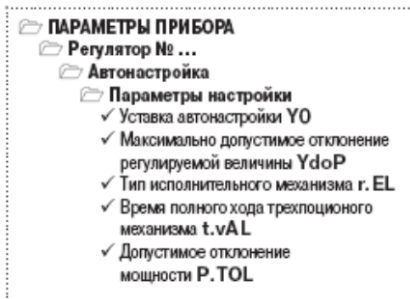 ПАРАМЕТРЫ ПРИБОРА
Регулятор № ...
Автонастройка
Параметры настройки
✓ Уставка автонастройки Y0
✓ Максимально допустимое отклонение
регулируемой величины YdoP
✓ Тип исполнительного механизма r. EL
✓ Время полного хода трехпоционого
механизма t.vAL
✓ Допустимое отклонение
мощности P.TOL